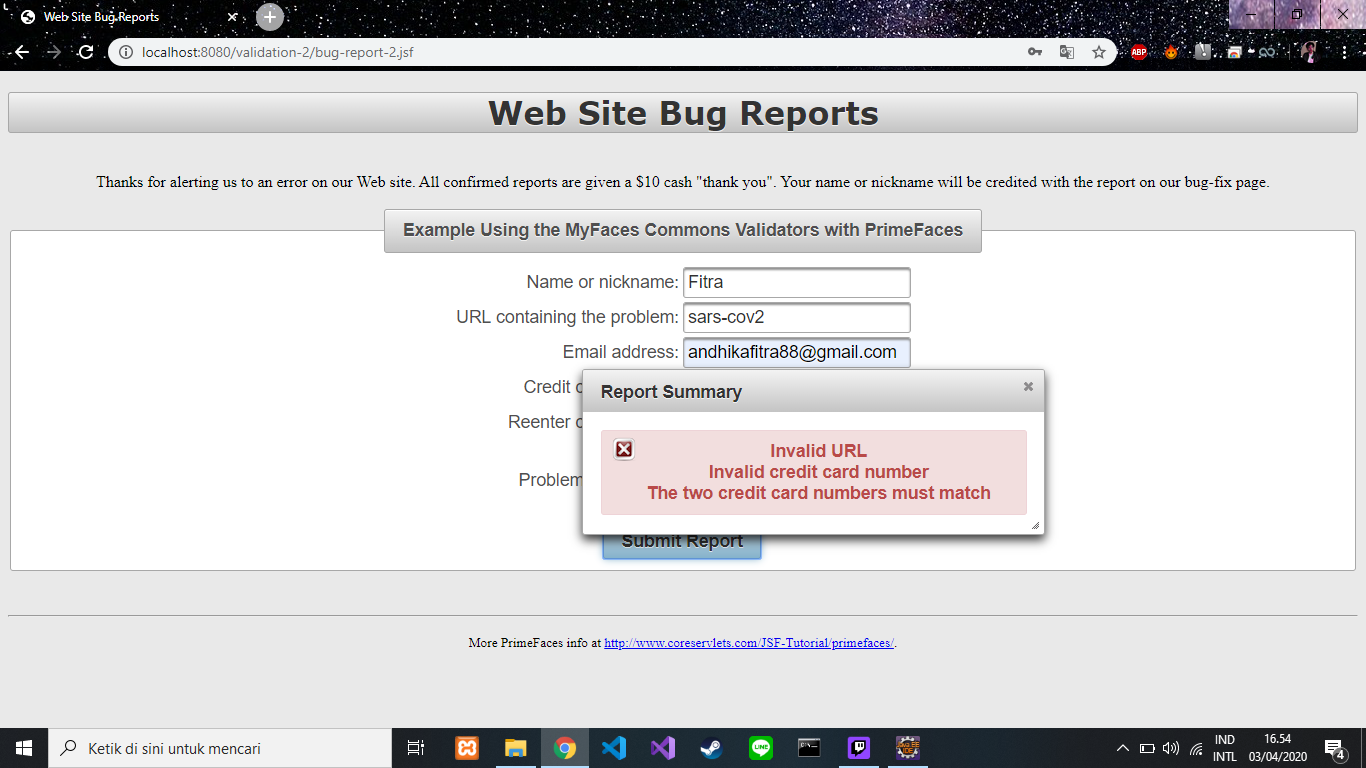 Web Site Bug Reports
localhost:8080/validation-2/bug-report-2.jsf
ABP
Web Site Bug Reports
Thanks for alerting us to an error on our Web site. All confirmed reports are given a $10 cash "thank you". Your name or nickname will be credited with the report on our bug-fix page.
Example Using the MyFaces Commons Validators with PrimeFaces
Name or nickname: Fitra
URL containing the problem: sars-cov2
Email address: andhikafitra88@gmail.com
Credit c
Reenter c
Problem
Report Summary
Invalid URL
Invalid credit card number
The two credit card numbers must match
Submit Report
More PrimeFaces info at http://www.coreservlets.com/JSF-Tutorial/primefaces/.
Ketik di sini untuk mencari
LINE
IND
INTL
16.54
03/04/2020
4